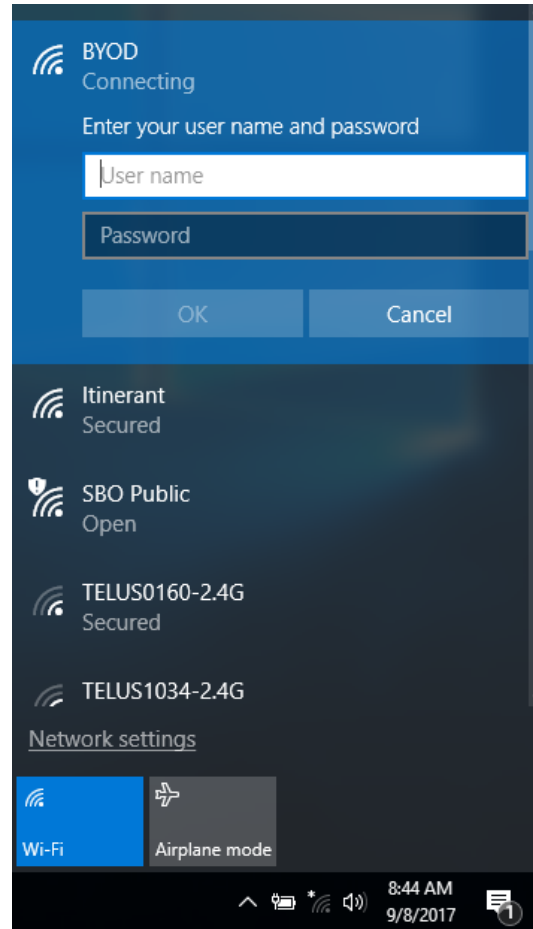 BYOD
Connecting
Enter your user name and password
User name
Password
OK Cancel
Itinerant
Secured
SBO Public
Open
TELUS0160-2.4G
Secured
TELUS1034-2.4G
Network settings
Wi-Fi Airplane mode
8:44 AM
9/8/2017
1